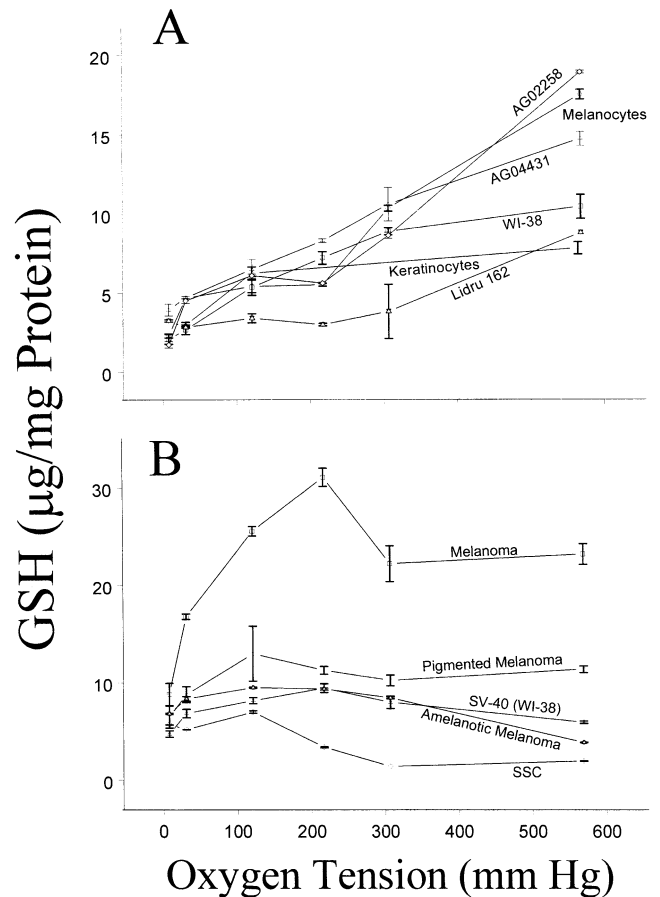 A
20
15
10
5
0
AG02258
Melanocytes
AG04431
WI-38
Keratinocytes
Lidru 162
GSH (µg/mg Protein)
B
30
20
10
0
Melanoma
Pigmented Melanoma
SV-40 (WI-38)
Amelanotic Melanoma
SSC
0 100 200 300 400 500 600
Oxygen Tension (mm Hg)